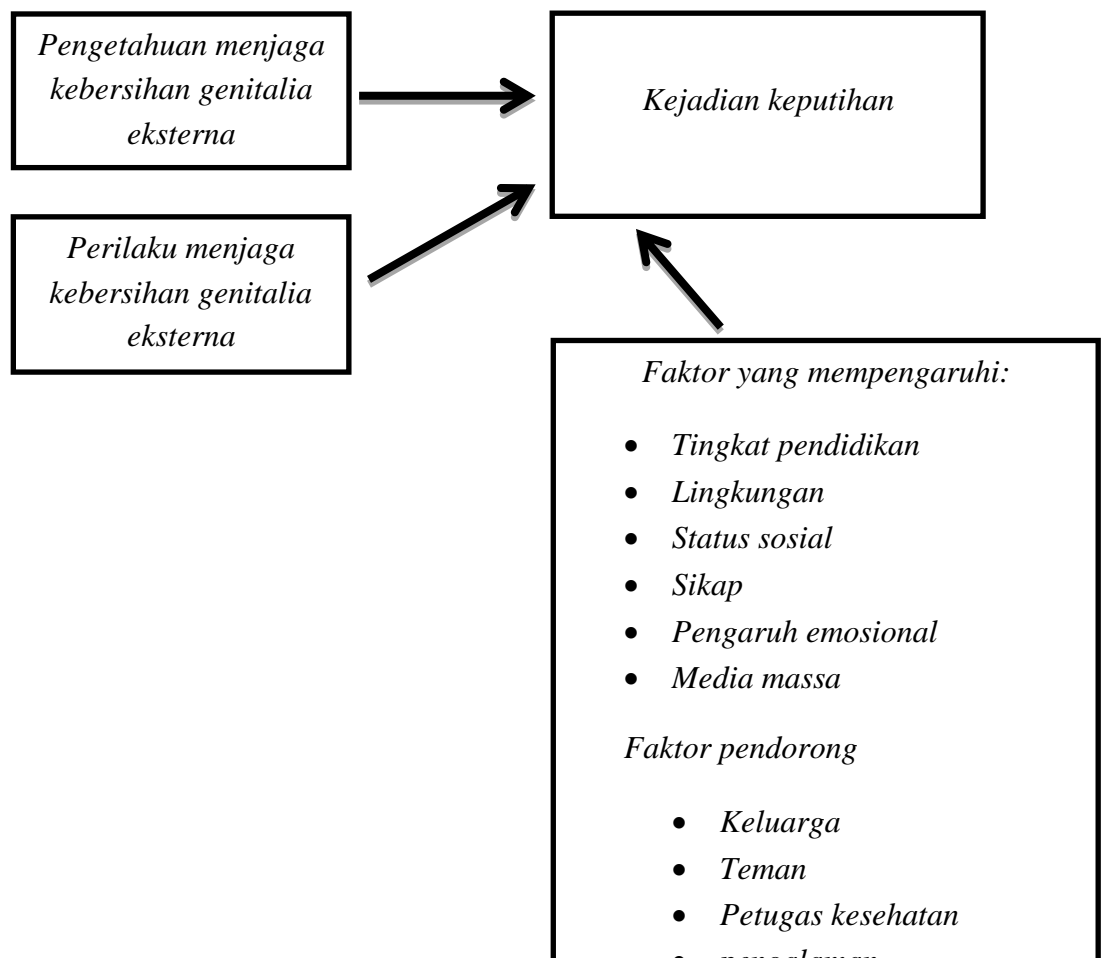 Pengetahuan menjaga
kebersihan genitalia
eksterna
Kejadian keputihan
Perilaku menjaga
kebersihan genitalia
eksterna
Faktor yang mempengaruhi:
• Tingkat pendidikan
• Lingkungan
• Status sosial
• Sikap
• Pengaruh emosional
• Media massa
Faktor pendorong
• Keluarga
• Teman
• Petugas kesehatan